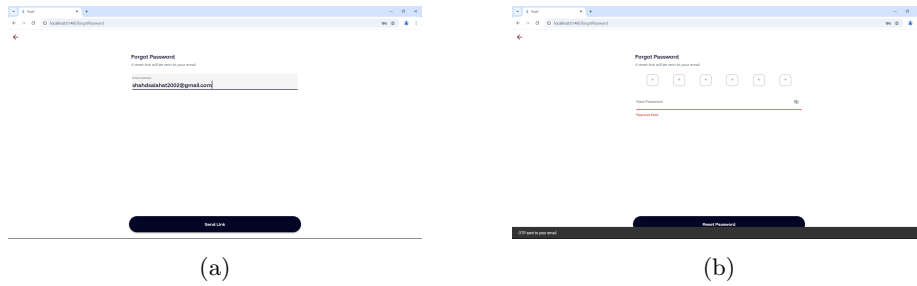 Forgot Password
A reset link will be sent to your email
shahdsalahat2002@gmail.com
Send Link
(a)
Forgot Password
A reset link will be sent to your email
New Password
Required field
Reset Password
OTP sent to your email
(b)